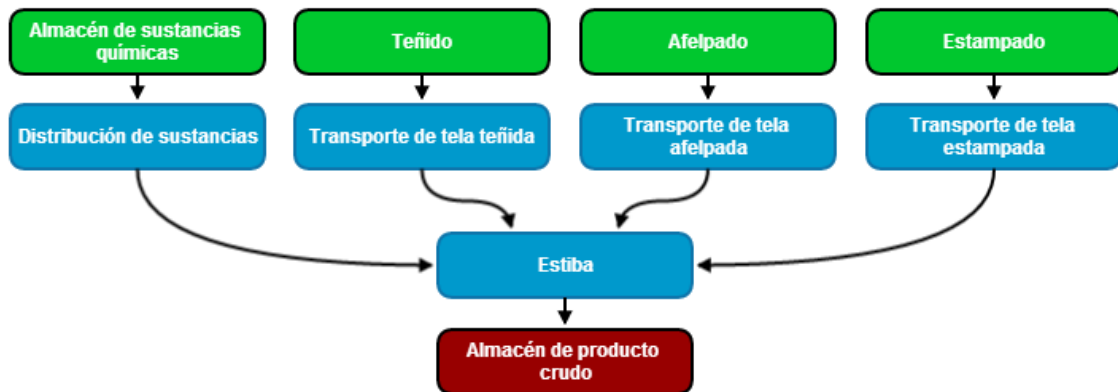 Almacén de sustancias
químicas
Teñido
Afelpado
Estampado
Distribución de sustancias
Transporte de tela teñida
Transporte de tela
afelpada
Transporte de tela
estampada
Estiba
Almacén de producto
crudo